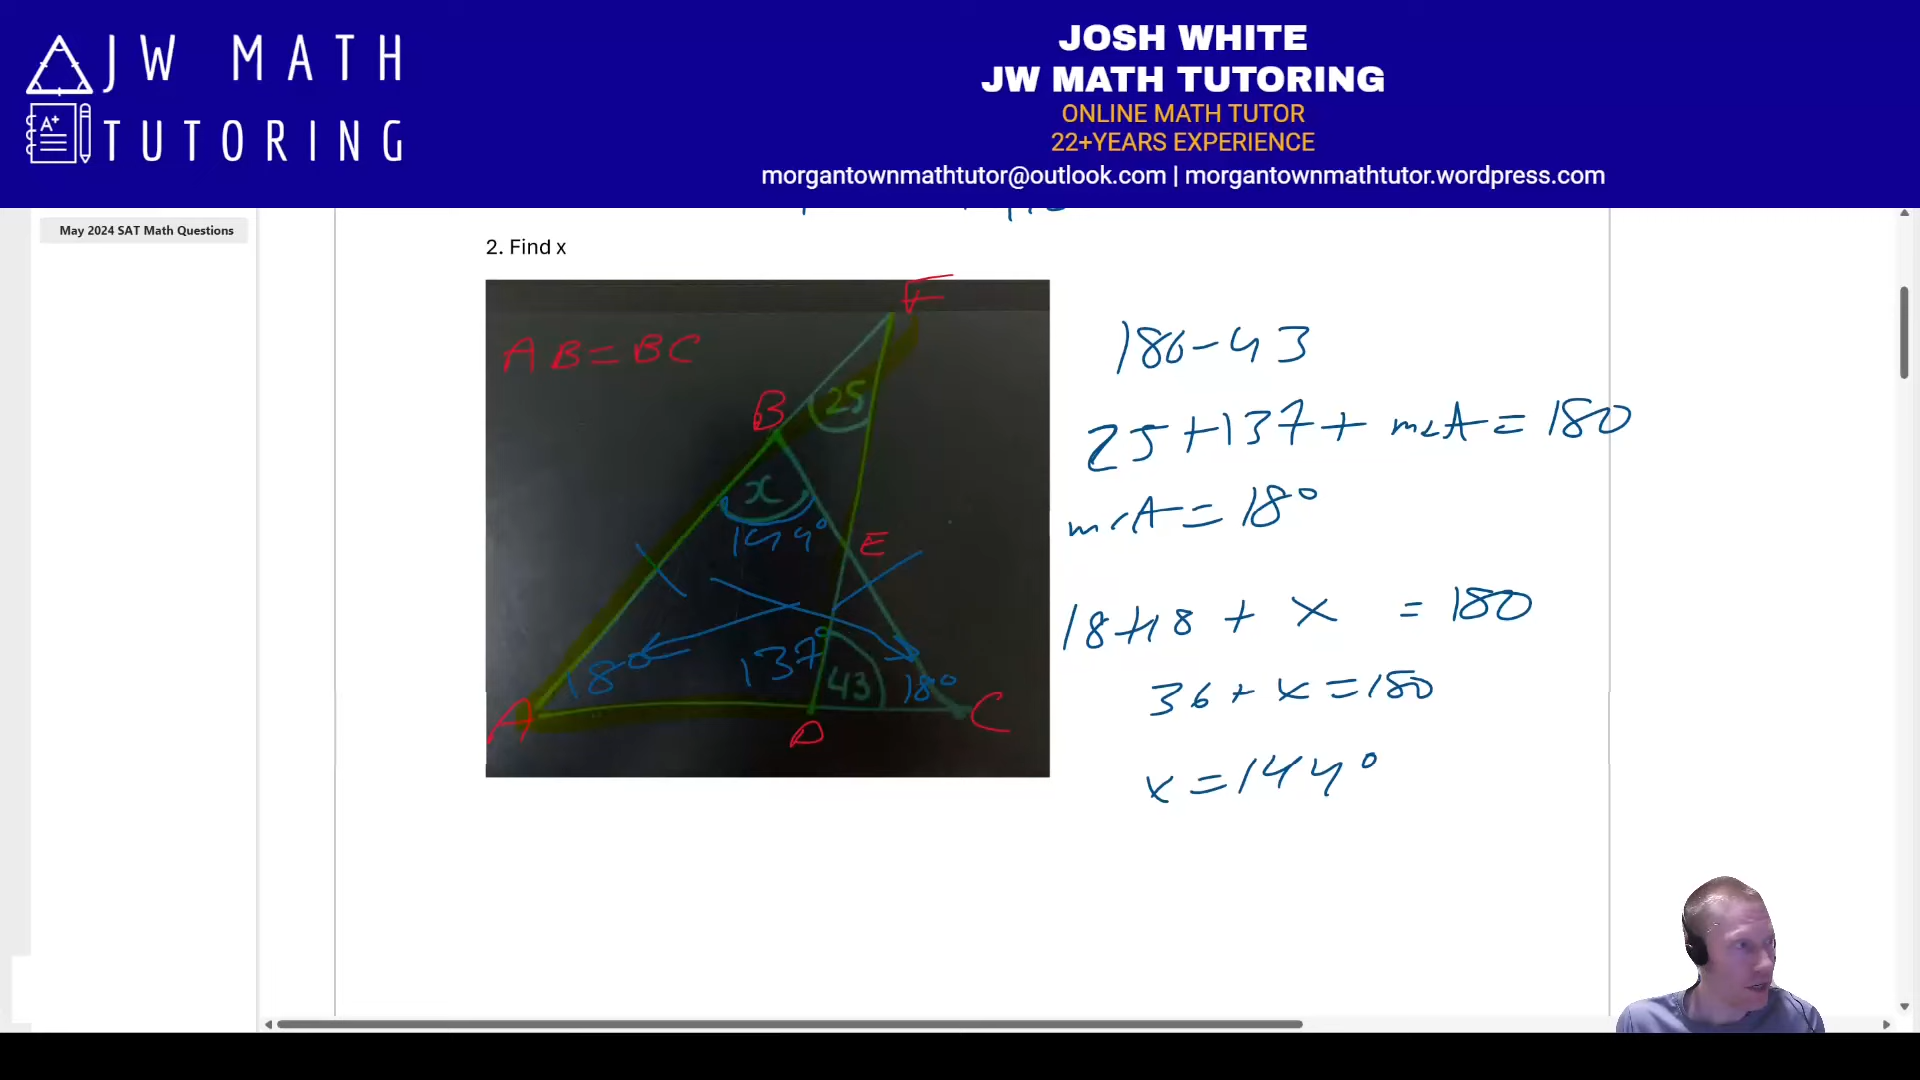 JW MATH
A+
TUTORING
JOSH WHITE
JW MATH TUTORING
ONLINE MATH TUTOR
22+YEARS EXPERIENCE
morgantownmathtutor@outlook.com | morgantownmathtutor.wordpress.com
May 2024 SAT Math Questions
2. Find x
F
AB=BC
B
25
x
144°
E
18°
137°
43
18°
A
D
C
180-43
25+137+ m∠A = 180
m∠A = 18°
18+18 + x = 180
36 + x = 180
x = 144°